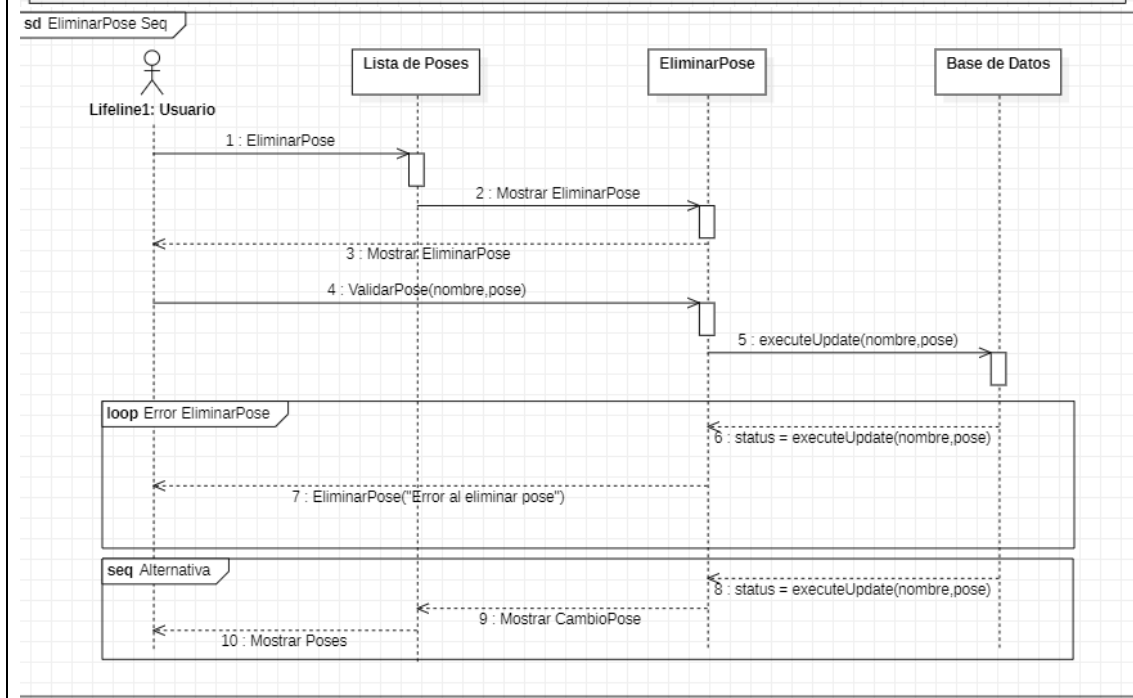 sd EliminarPose Seq
Lista de Poses
EliminarPose
Base de Datos
Lifeline1: Usuario
1 : EliminarPose
2 : Mostrar EliminarPose
3 : Mostrar EliminarPose
4 : ValidarPose(nombre,pose)
5 : executeUpdate(nombre,pose)
loop Error EliminarPose
6 : status = executeUpdate(nombre,pose)
7 : EliminarPose("Error al eliminar pose")
seq Alternativa
8 : status = executeUpdate(nombre,pose)
9 : Mostrar CambioPose
10 : Mostrar Poses